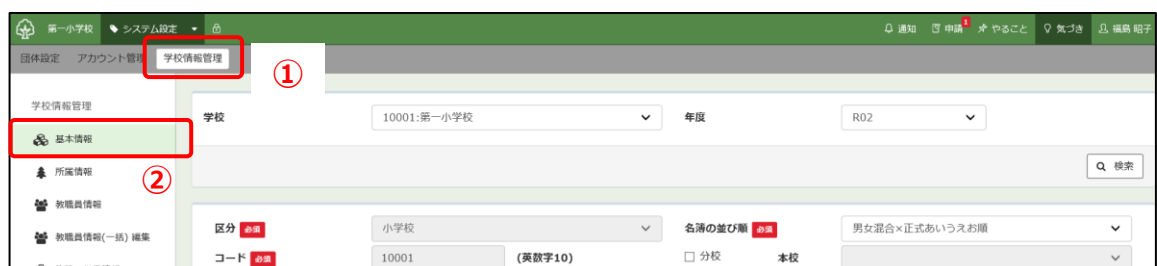 第一小学校 システム設定 通知 申請 1 やること 気づき 福島 昭子
団体設定 アカウント管理 学校情報管理
①
学校情報管理
学校 10001:第一小学校 年度 R02
基本情報
検索
所属情報
②
教職員情報
区分 必須 小学校 名簿の並び順 必須 男女混合×正式あいうえお順
教職員情報(一括) 編集
コード 必須 10001 (英数字10) 分校 本校